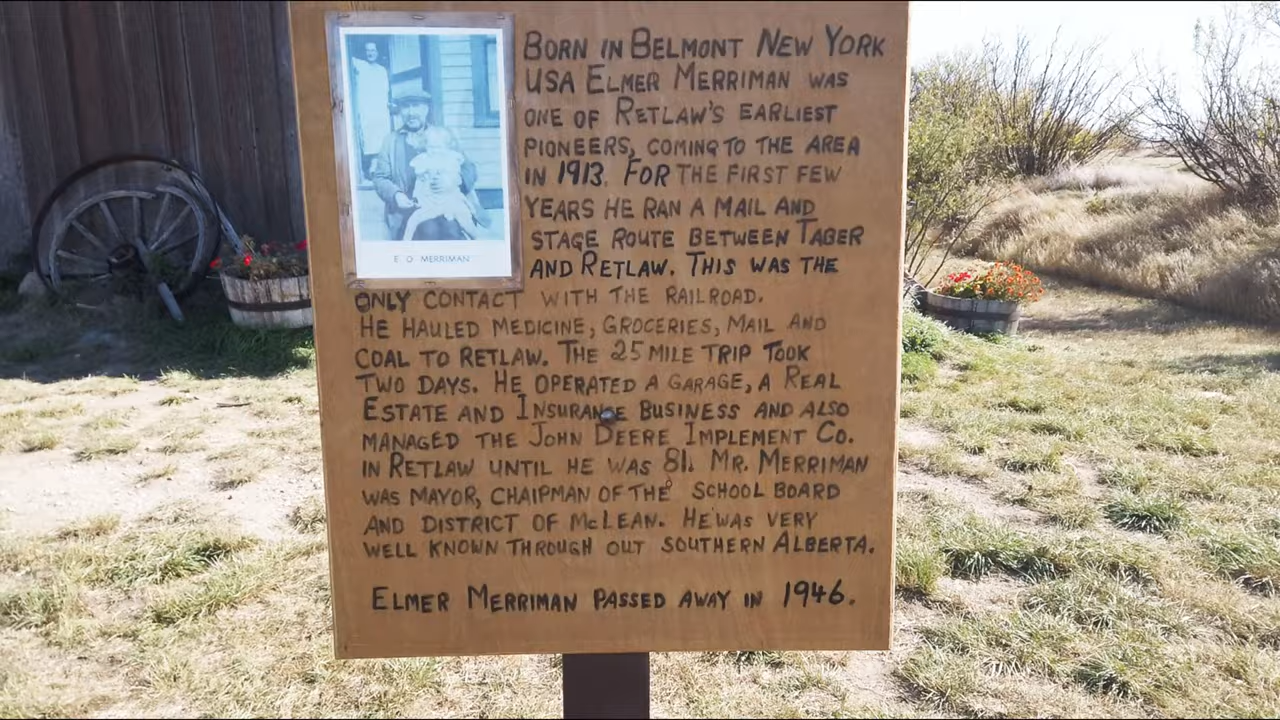 BORN IN BELMONT NEW YORK
USA ELMER MERRIMAN WAS
ONE OF RETLAW'S EARLIEST
PIONEERS, COMING TO THE AREA
IN 1913. FOR THE FIRST FEW
YEARS HE RAN A MAIL AND
STAGE ROUTE BETWEEN TABER
AND RETLAW. THIS WAS THE
E. O. MERRIMAN
ONLY CONTACT WITH THE RAILROAD.
HE HAULED MEDICINE, GROCERIES, MAIL AND
COAL TO RETLAW. THE 25 MILE TRIP TOOK
TWO DAYS. HE OPERATED A GARAGE, A REAL
ESTATE AND INSURANCE BUSINESS AND ALSO
MANAGED THE JOHN DEERE IMPLEMENT CO.
IN RETLAW UNTIL HE WAS 81. MR. MERRIMAN
WAS MAYOR, CHAIPMAN OF THE SCHOOL BOARD
AND DISTRICT OF McLEAN. HE WAS VERY
WELL KNOWN THROUGH OUT SOUTHERN ALBERTA.
ELMER MERRIMAN PASSED AWAY IN 1946.